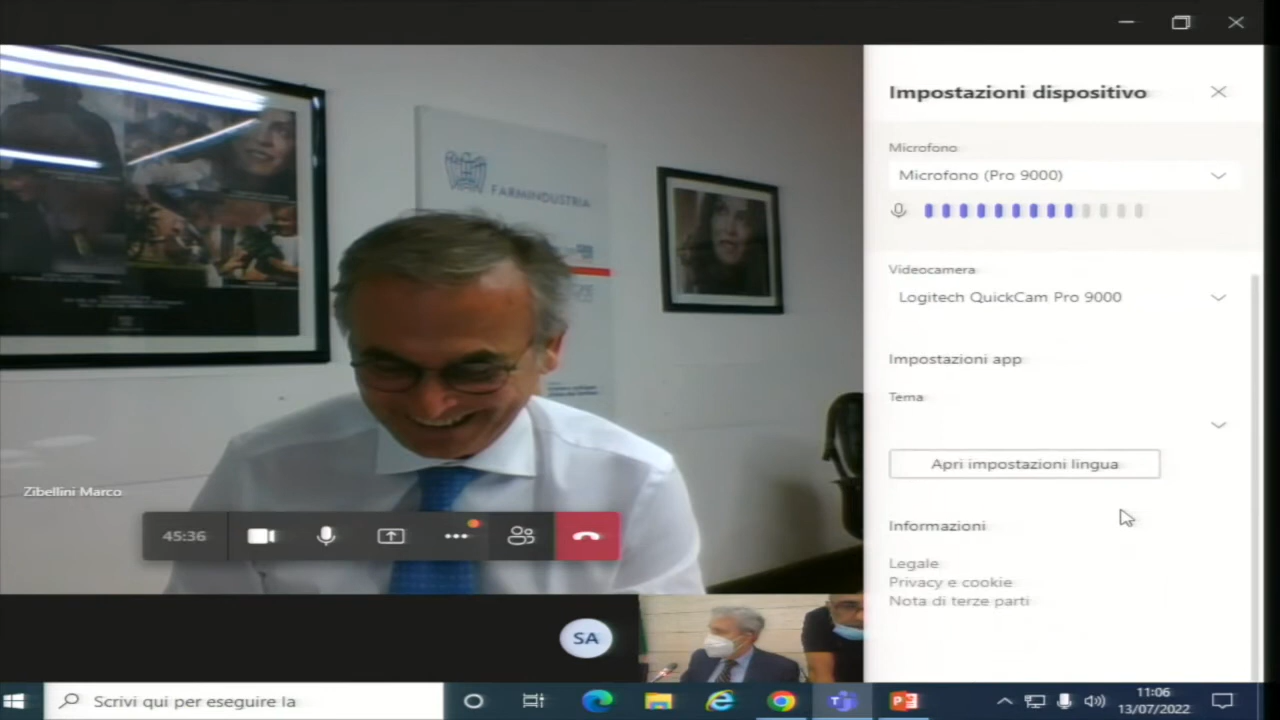 Impostazioni dispositivo
Microfono
Microfono (Pro 9000)
Videocamera
Logitech QuickCam Pro 9000
Impostazioni app
Tema
Apri impostazioni lingua
Informazioni
Legale
Privacy e cookie
Nota di terze parti
FARMINDUSTRIA
Zibellini Marco
45:36
SA
Scrivi qui per eseguire la
11:06
13/07/2022